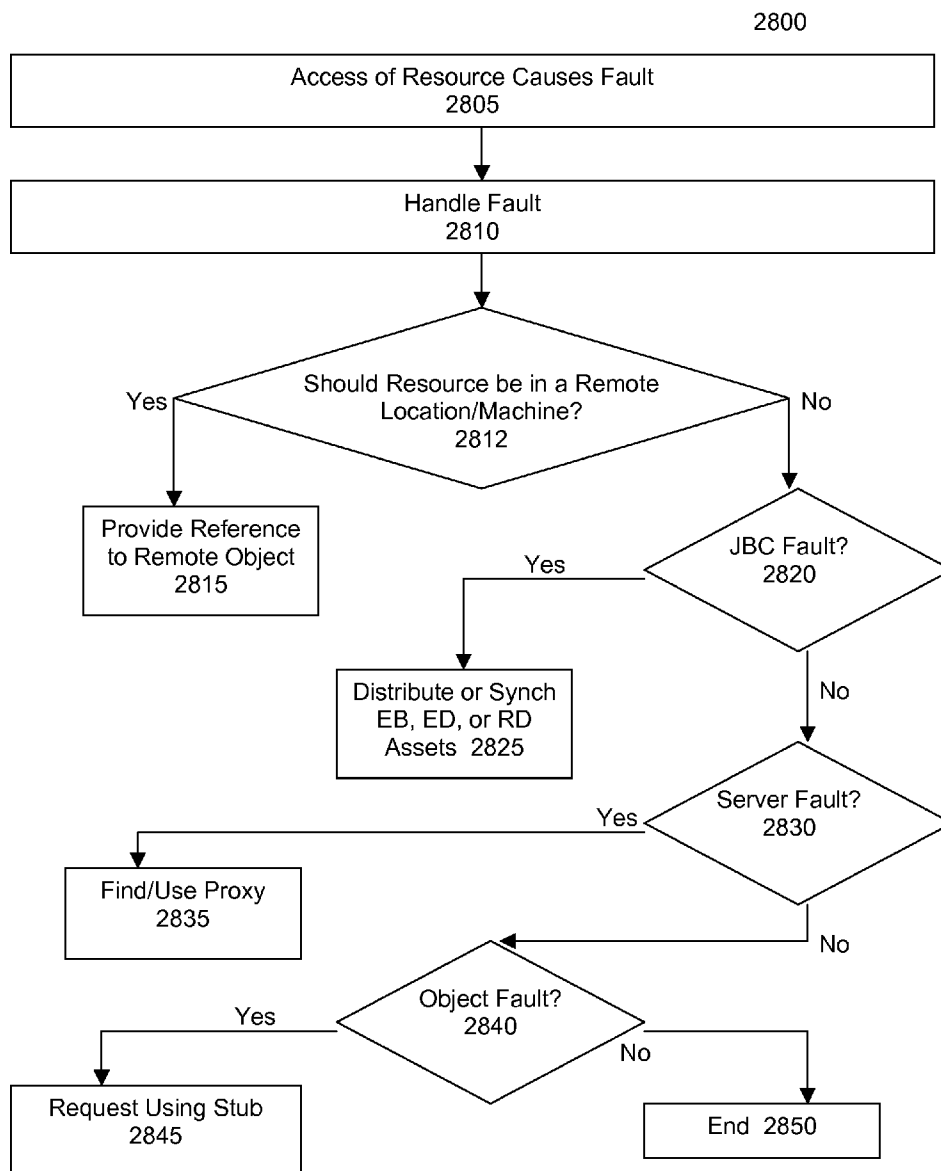 2800
Access of Resource Causes Fault
2805
Handle Fault
2810
Should Resource be in a Remote
Location/Machine?
2812
Yes
No
Provide Reference
to Remote Object
2815
JBC Fault?
2820
Yes
No
Distribute or Synch
EB, ED, or RD
Assets 2825
Server Fault?
2830
Yes
No
Find/Use Proxy
2835
Object Fault?
2840
Yes
No
Request Using Stub
2845
End 2850